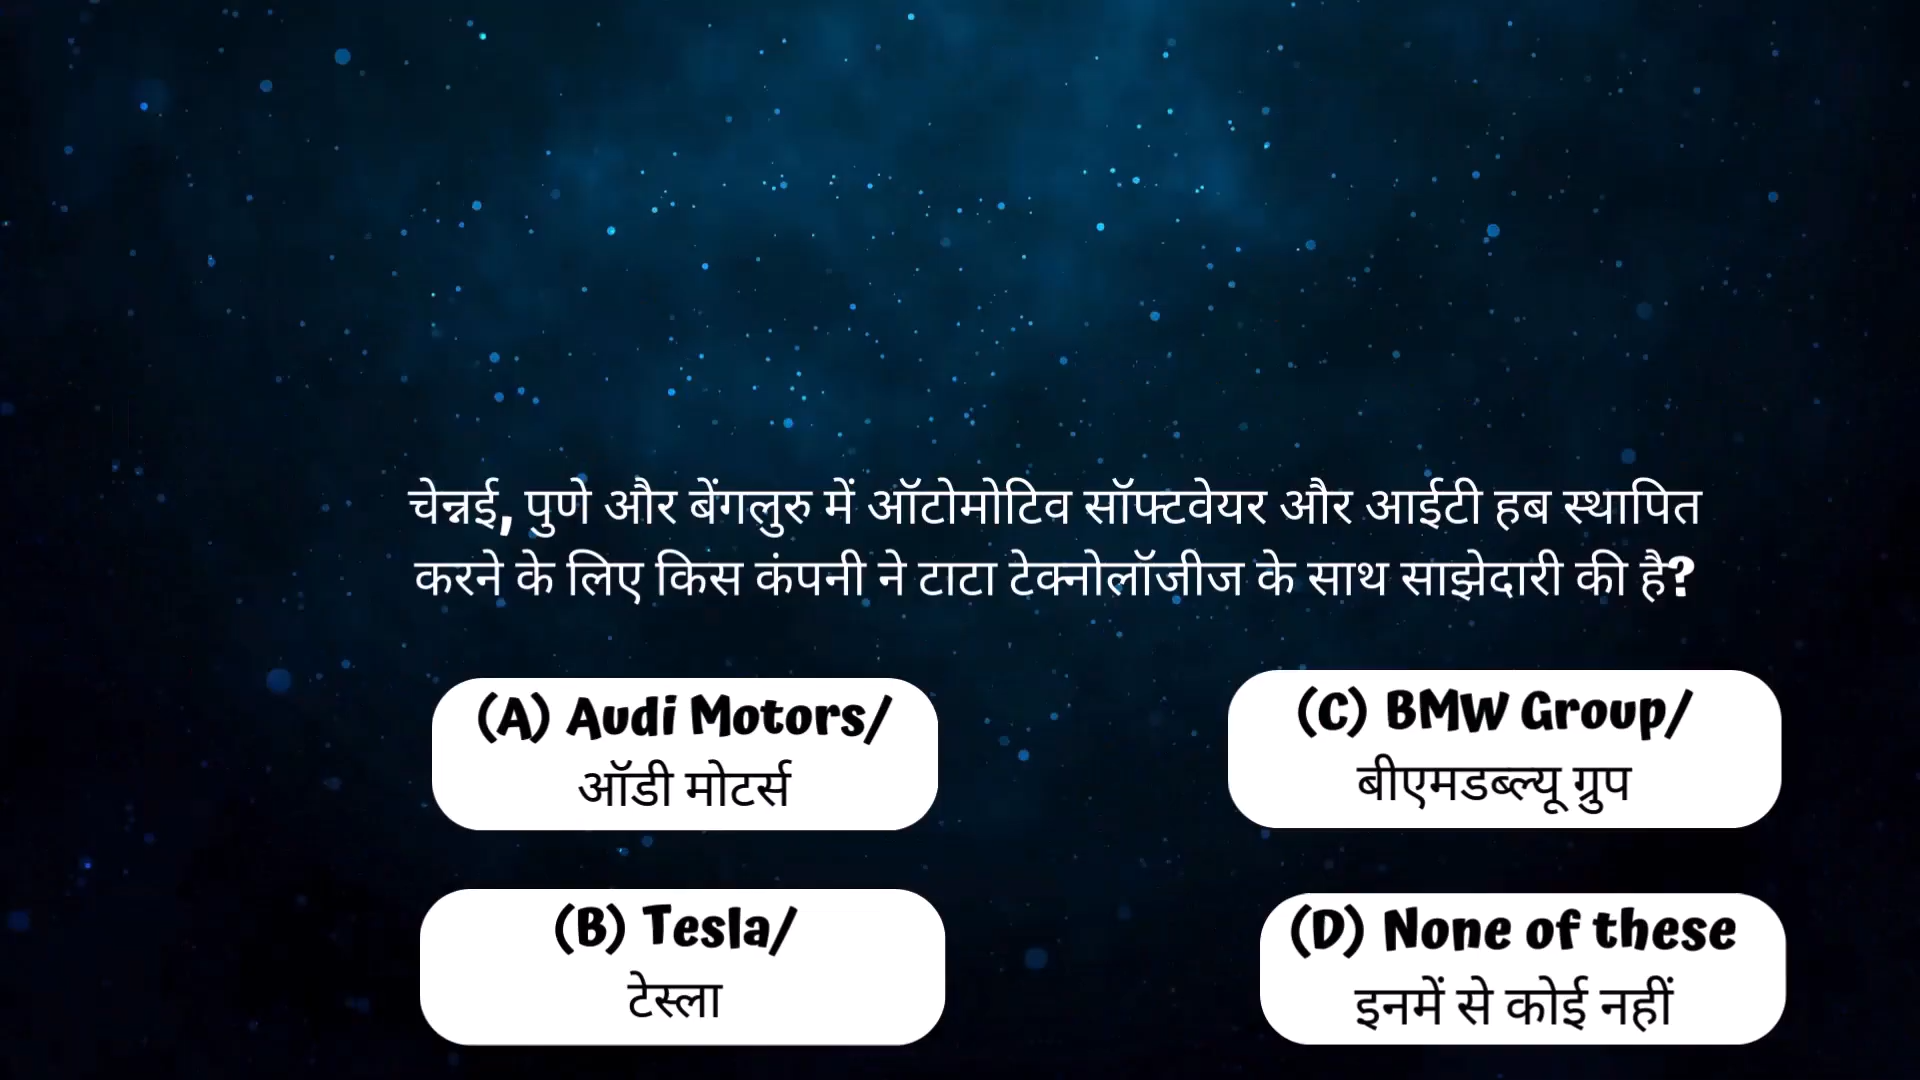 चेन्नई, पुणे और बेंगलुरु में ऑटोमोटिव सॉफ्टवेयर और आईटी हब स्थापित
करने के लिए किस कंपनी ने टाटा टेक्नोलॉजीज के साथ साझेदारी की है?
(A) Audi Motors/
ऑडी मोटर्स
(B) Tesla/
टेस्ला
(C) BMW Group/
बीएमडब्ल्यू ग्रुप
(D) None of these
इनमें से कोई नहीं